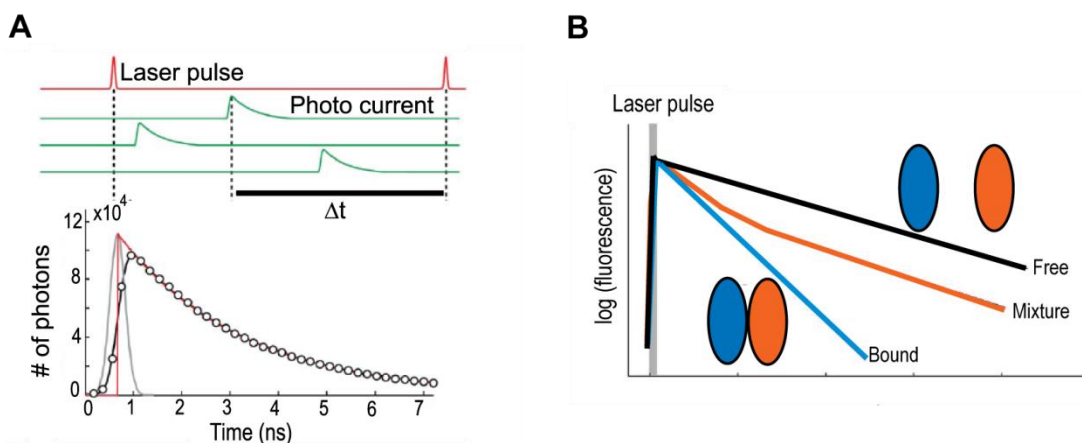 A
Laser pulse
Photo current
Δt
×10⁴
12
8
4
0
# of photons
0 1 2 3 4 5 6 7
Time (ns)
B
Laser pulse
log (fluorescence)
Free
Mixture
Bound